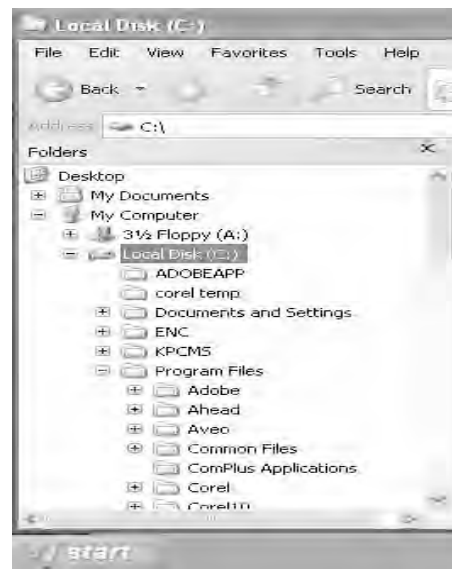 Local Disk (C:)
File Edit View Favorites Tools Help
Back Search
Address C:\
Folders
Desktop
My Documents
My Computer
3½ Floppy (A:)
Local Disk (C:)
ADOBEAPP
corel temp
Documents and Settings
ENC
KPCMS
Program Files
Adobe
Ahead
Aveo
Common Files
ComPlus Applications
Corel
Corel10
start